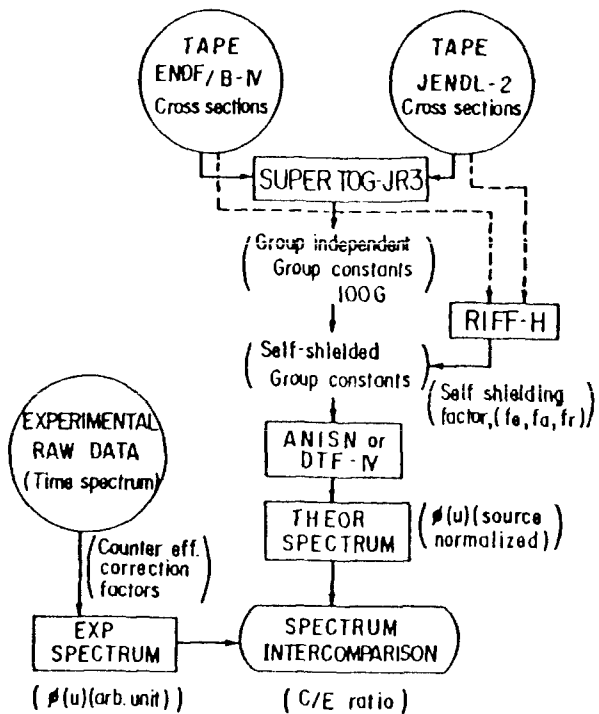 TAPE
ENDF/B-IV
Cross sections
TAPE
JENDL-2
Cross sections
SUPER TOG-JR3
(Group independent
Group constants
100G)
RIFF-H
(Self-shielded
Group constants)
(Self shielding
factor,(fe,fa,fr))
EXPERIMENTAL
RAW DATA
(Time spectrum)
ANISN or
DTF-IV
THEOR
SPECTRUM
(ø(u)(source
normalized))
(Counter eff.
correction
factors)
EXP
SPECTRUM
SPECTRUM
INTERCOMPARISON
(ø(u)(arb.unit))
(C/E ratio)